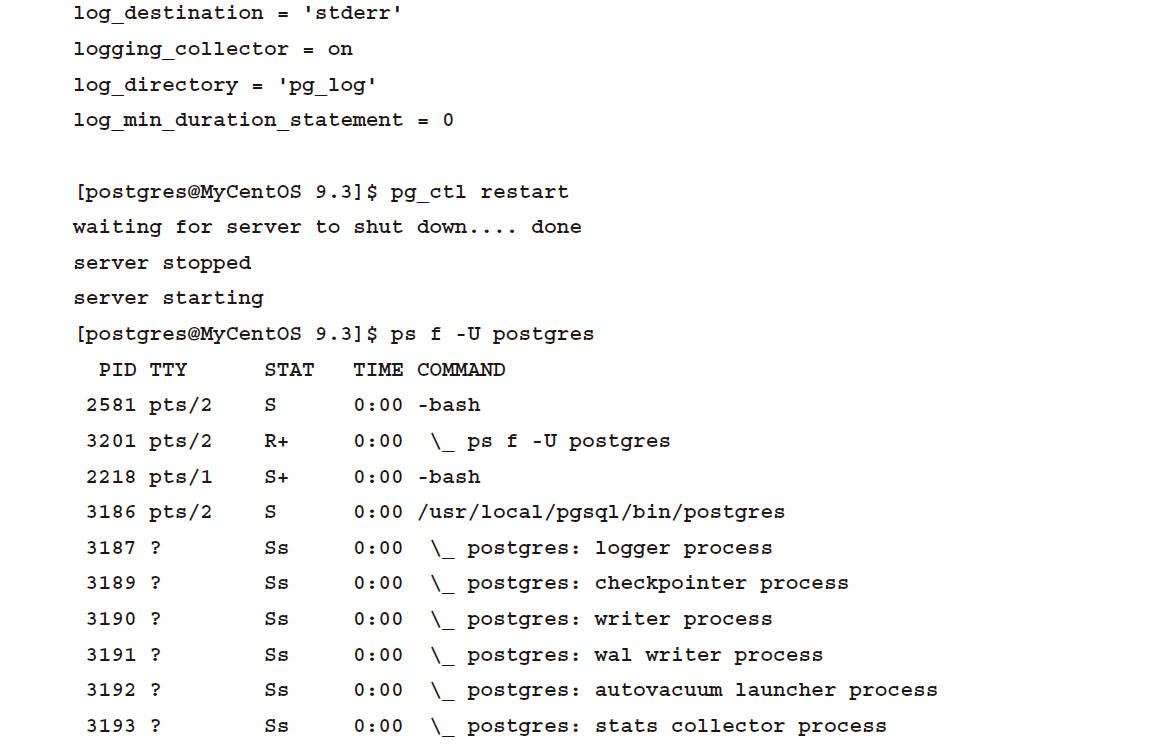 log_destination = 'stderr'
logging_collector = on
log_directory = 'pg_log'
log_min_duration_statement = 0
[postgres@MyCentOS 9.3]$ pg_ctl restart
waiting for server to shut down.... done
server stopped
server starting
[postgres@MyCentOS 9.3]$ ps f -U postgres
  PID TTY      STAT   TIME COMMAND
 2581 pts/2    S      0:00 -bash
 3201 pts/2    R+     0:00  \_ ps f -U postgres
 2218 pts/1    S+     0:00 -bash
 3186 pts/2    S      0:00 /usr/local/pgsql/bin/postgres
 3187 ?        Ss     0:00  \_ postgres: logger process
 3189 ?        Ss     0:00  \_ postgres: checkpointer process
 3190 ?        Ss     0:00  \_ postgres: writer process
 3191 ?        Ss     0:00  \_ postgres: wal writer process
 3192 ?        Ss     0:00  \_ postgres: autovacuum launcher process
 3193 ?        Ss     0:00  \_ postgres: stats collector process